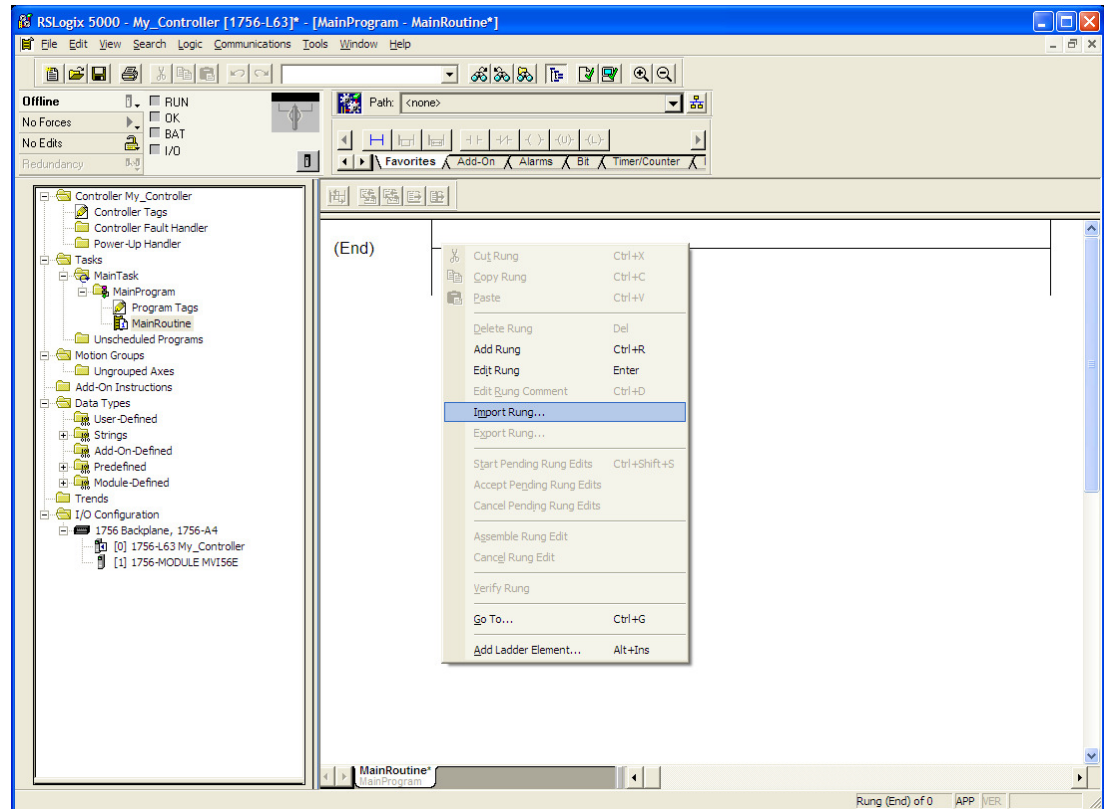 RSLogix 5000 - My_Controller [1756-L63]* - [MainProgram - MainRoutine*]
File Edit View Search Logic Communications Tools Window Help
Offline
RUN
No Forces
OK
No Edits
BAT
I/O
Redundancy
Path: <none>
Favorites Add-On Alarms Bit Timer/Counter
Controller My_Controller
Controller Tags
Controller Fault Handler
Power-Up Handler
Tasks
MainTask
MainProgram
Program Tags
MainRoutine
Unscheduled Programs
Motion Groups
Ungrouped Axes
Add-On Instructions
Data Types
User-Defined
Strings
Add-On-Defined
Predefined
Module-Defined
Trends
I/O Configuration
1756 Backplane, 1756-A4
[0] 1756-L63 My_Controller
[1] 1756-MODULE MVI56E
(End)
Cut Rung Ctrl+X
Copy Rung Ctrl+C
Paste Ctrl+V
Delete Rung Del
Add Rung Ctrl+R
Edit Rung Enter
Edit Rung Comment Ctrl+D
Import Rung...
Export Rung...
Start Pending Rung Edits Ctrl+Shift+S
Accept Pending Rung Edits
Cancel Pending Rung Edits
Assemble Rung Edit
Cancel Rung Edit
Verify Rung
Go To... Ctrl+G
Add Ladder Element... Alt+Ins
MainRoutine*
MainProgram
Rung (End) of 0 APP VER